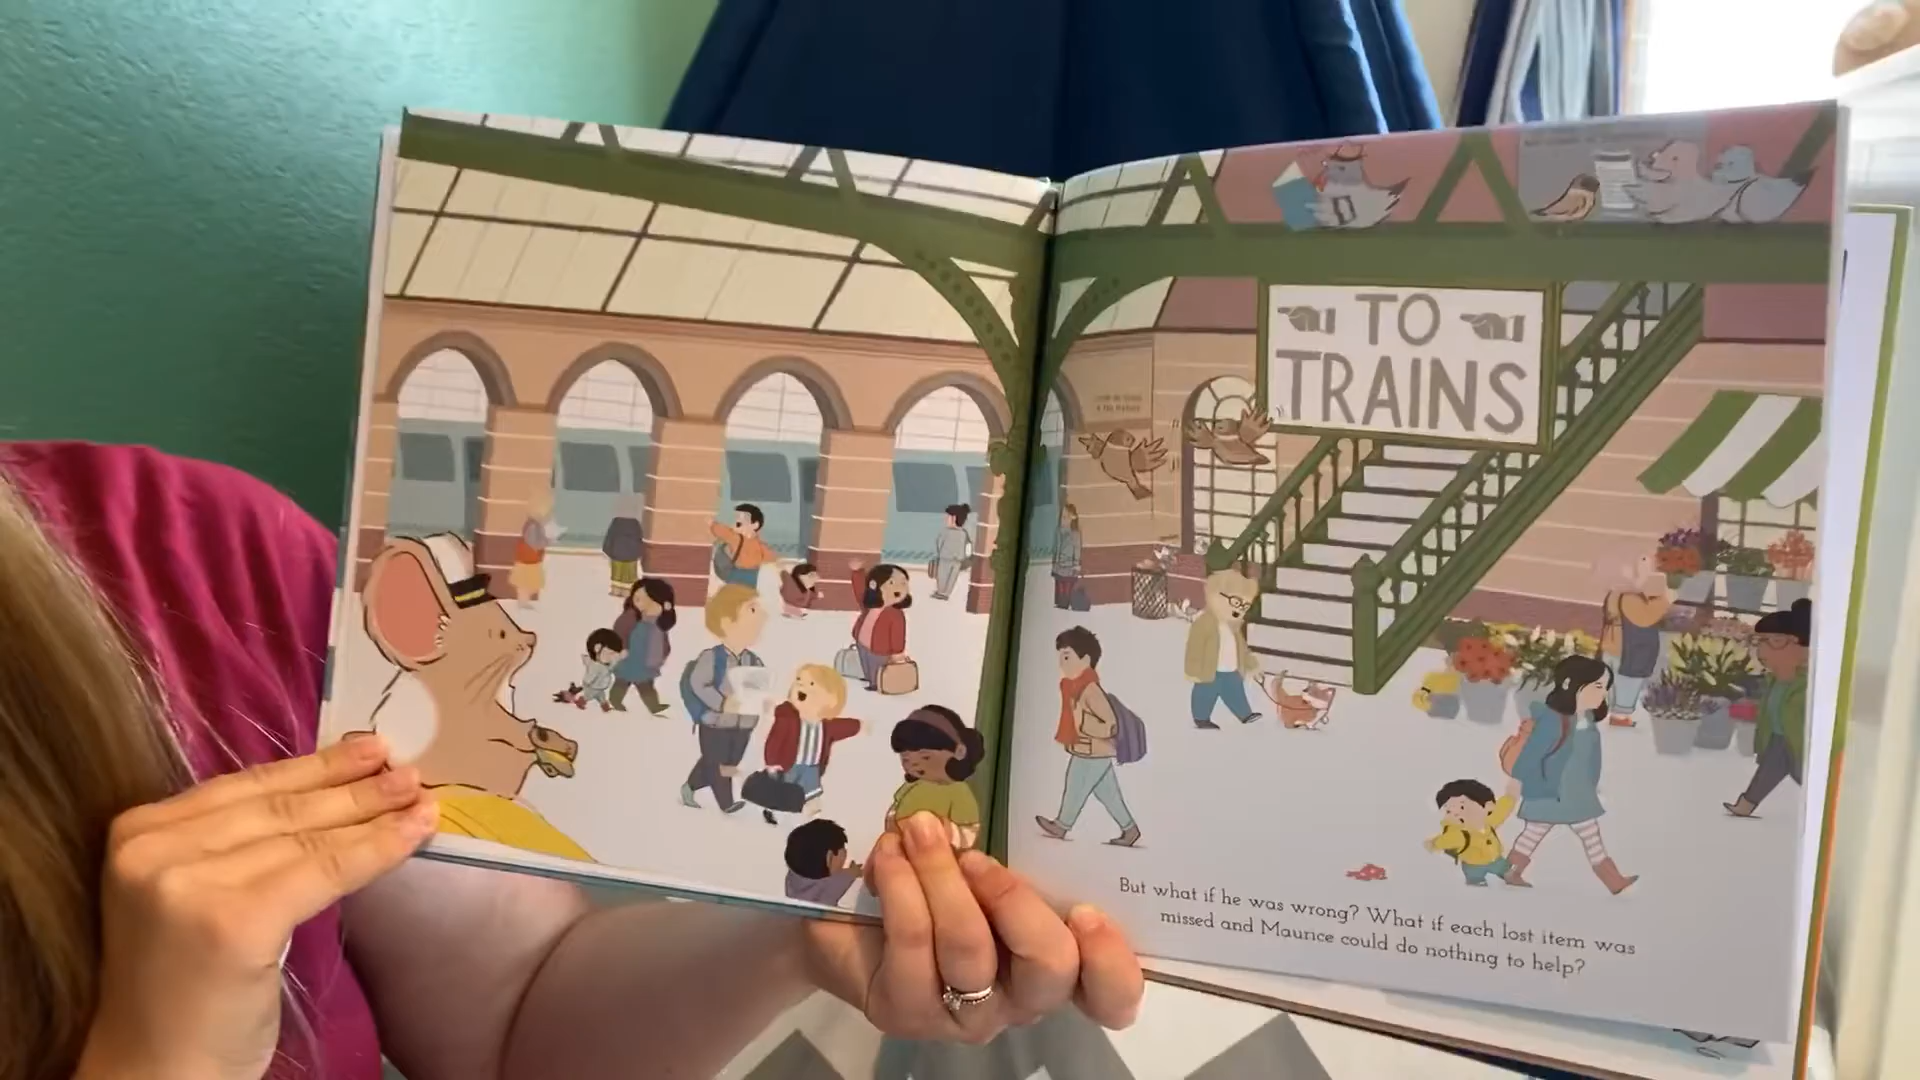 TO
TRAINS
But what if he was wrong? What if each lost item was
missed and Maurice could do nothing to help?